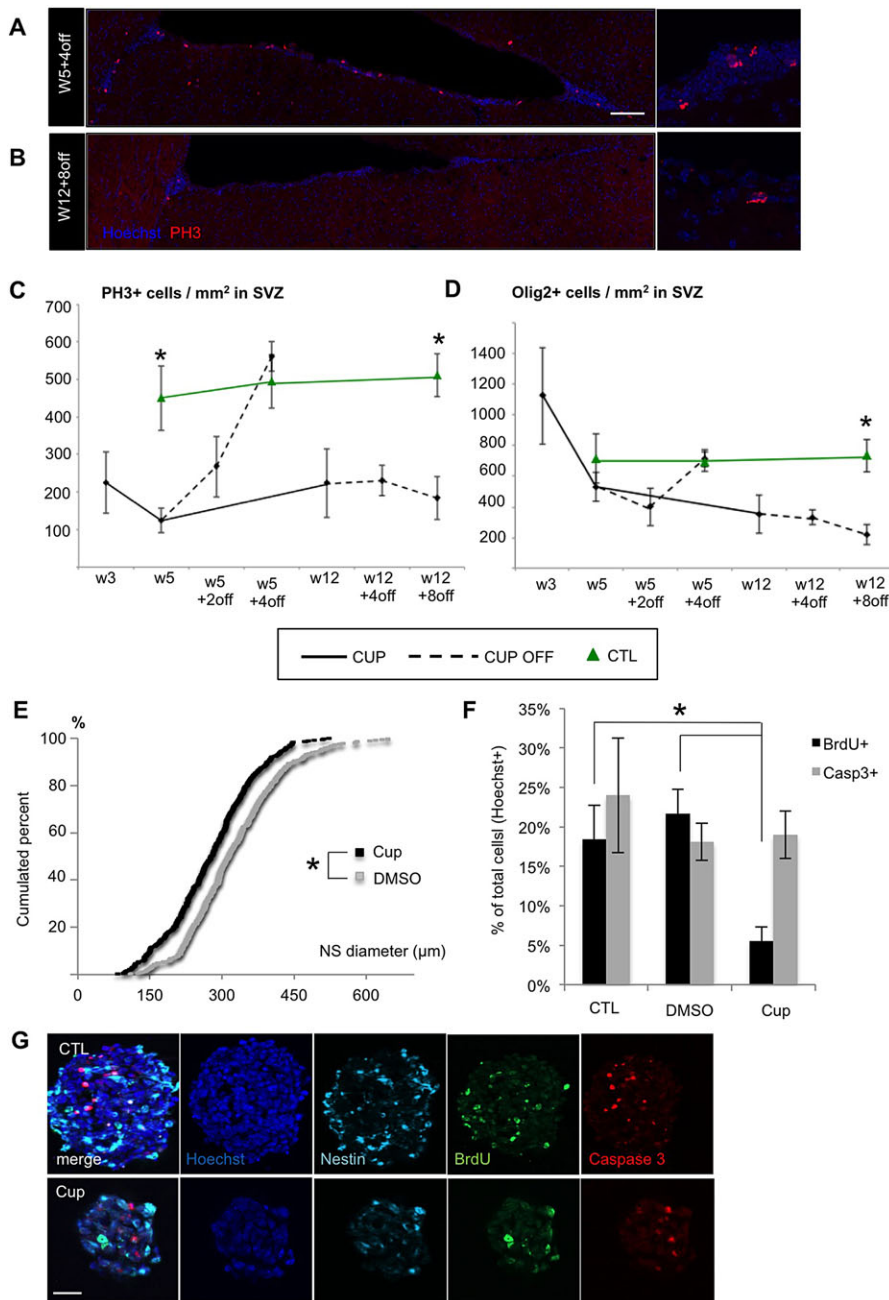 A
W5+4off
B
W12+8off
Hoechst PH3
C
PH3+ cells / mm² in SVZ
700
600
500
400
300
200
100
*
*
w3
w5
w5 +2off
w5 +4off
w12
w12 +4off
w12 +8off
D
Olig2+ cells / mm² in SVZ
1400
1200
1000
800
600
400
200
*
w3
w5
w5 +2off
w5 +4off
w12
w12 +4off
w12 +8off
CUP
CUP OFF
CTL
E
%
Cumulated percent
100
80
60
40
20
*
Cup
DMSO
NS diameter (µm)
0
150
300
450
600
F
% of total cellsl (Hoechst+)
35%
30%
25%
20%
15%
10%
5%
0%
*
BrdU+
Casp3+
CTL
DMSO
Cup
G
CTL
merge
Hoechst
Nestin
BrdU
Caspase 3
Cup